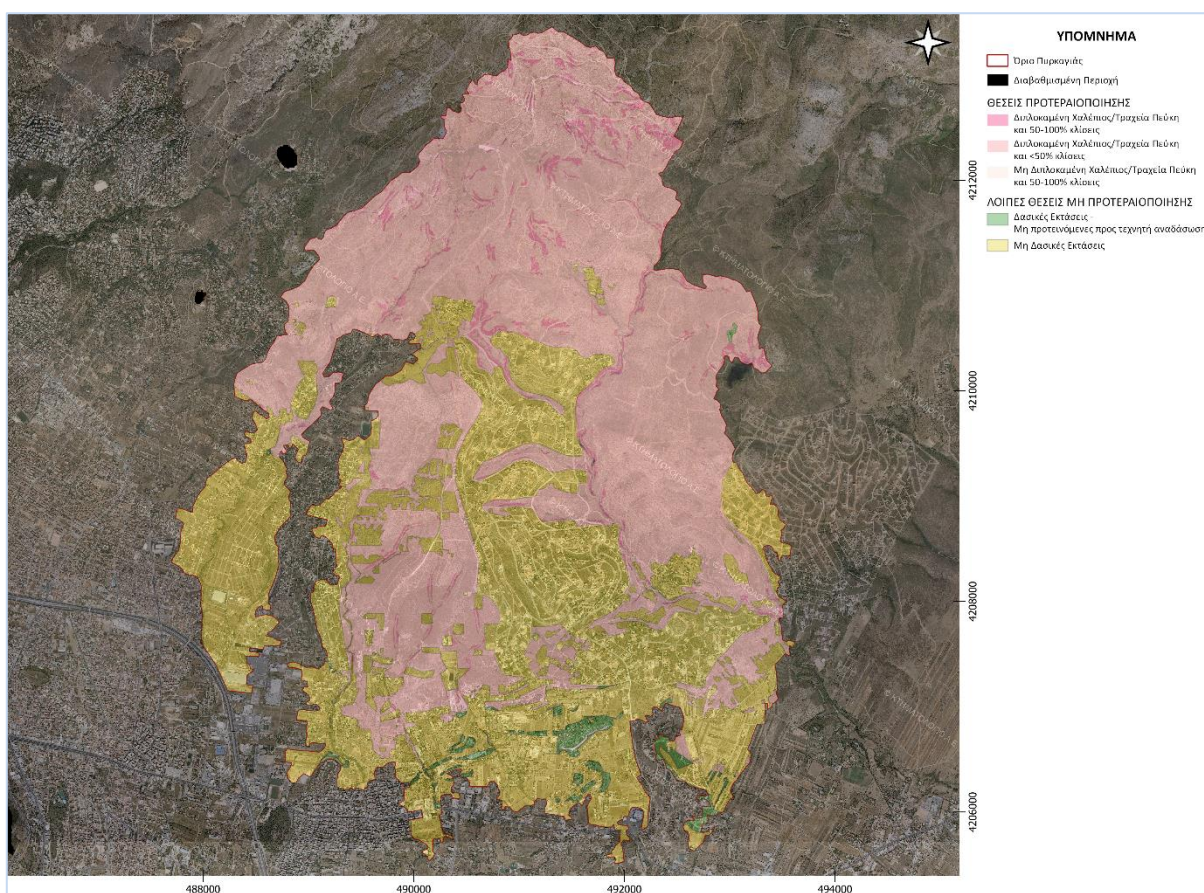 ΥΠΟΜΝΗΜΑ
Όριο Πυρκαγιάς
Διαβαθμισμένη Περιοχή
ΘΕΣΕΙΣ ΠΡΟΤΕΡΑΙΟΠΟΙΗΣΗΣ
Διπλοκαμένη Χαλέπιος/Τραχεία Πεύκη
και 50-100% κλίσεις
Διπλοκαμένη Χαλέπιος/Τραχεία Πεύκη
και <50% κλίσεις
Μη Διπλοκαμένη Χαλέπιος/Τραχεία Πεύκη
και 50-100% κλίσεις
ΛΟΙΠΕΣ ΘΕΣΕΙΣ ΜΗ ΠΡΟΤΕΡΑΙΟΠΟΙΗΣΗΣ
Δασικές Εκτάσεις -
Μη προτεινόμενες προς τεχνητή αναδάσωση
Μη Δασικές Εκτάσεις
4212000
4210000
4208000
4206000
488000
490000
492000
494000